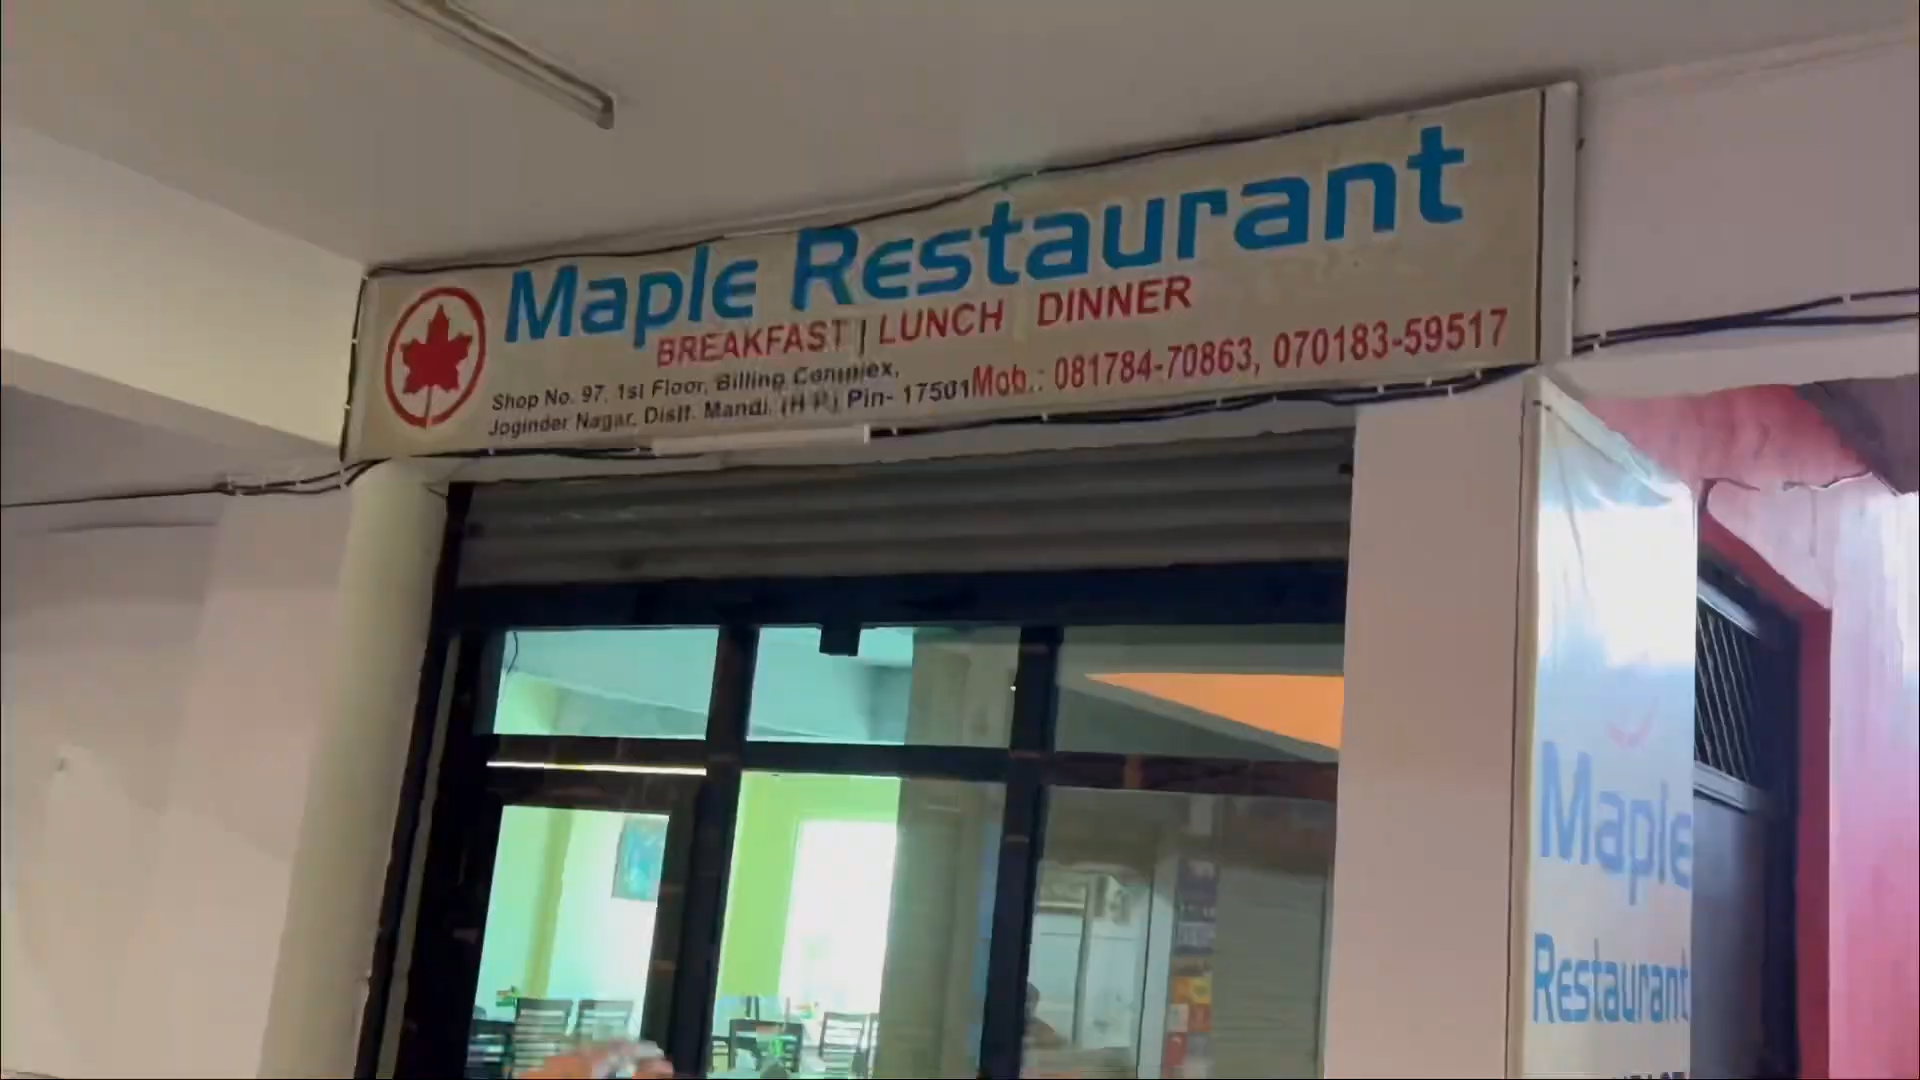 Maple Restaurant
BREAKFAST | LUNCH DINNER
Shop No. 97, 1st Floor, Billing Complex,
Joginder Nagar, Distt. Mandi, (H P) Pin- 17501
Mob.: 081784-70863, 070183-59517
Maple
Restaurant